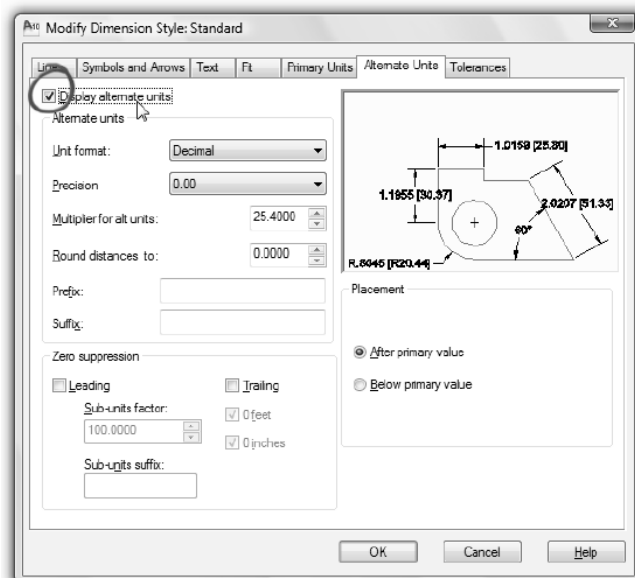 Modify Dimension Style: Standard
Lines Symbols and Arrows Text Fit Primary Units Alternate Units Tolerances
Display alternate units
Alternate units
Unit format: Decimal
Precision 0.00
Multiplier for alt units: 25.4000
Round distances to: 0.0000
Prefix:
Suffix:
Zero suppression
Leading
Sub-units factor:
100.0000
Sub-units suffix:
Trailing
0 feet
0 inches
1.0159 [25.80]
1.1955 [30.37]
2.0207 [51.33]
60°
R.8045 [R20.44]
Placement
After primary value
Below primary value
OK Cancel Help